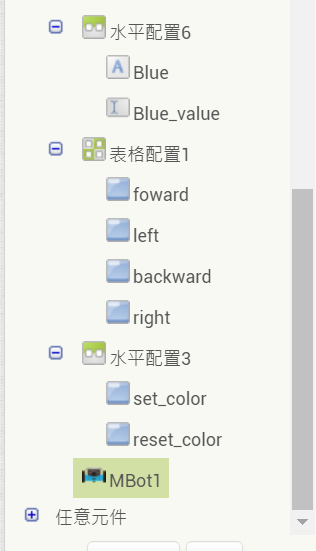 水平配置6
Blue
Blue_value
表格配置1
foward
left
backward
right
水平配置3
set_color
reset_color
MBot1
任意元件